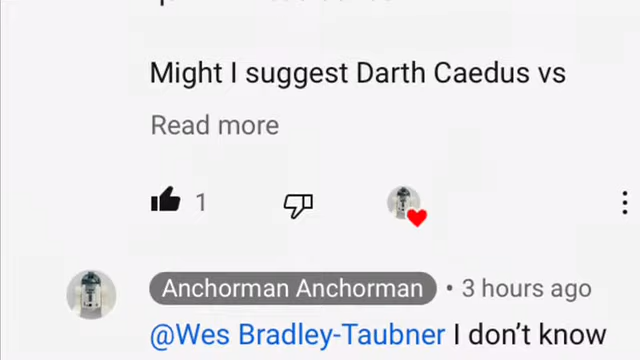 Might I suggest Darth Caedus vs
Read more
1
Anchorman Anchorman • 3 hours ago
@Wes Bradley-Taubner I don’t know